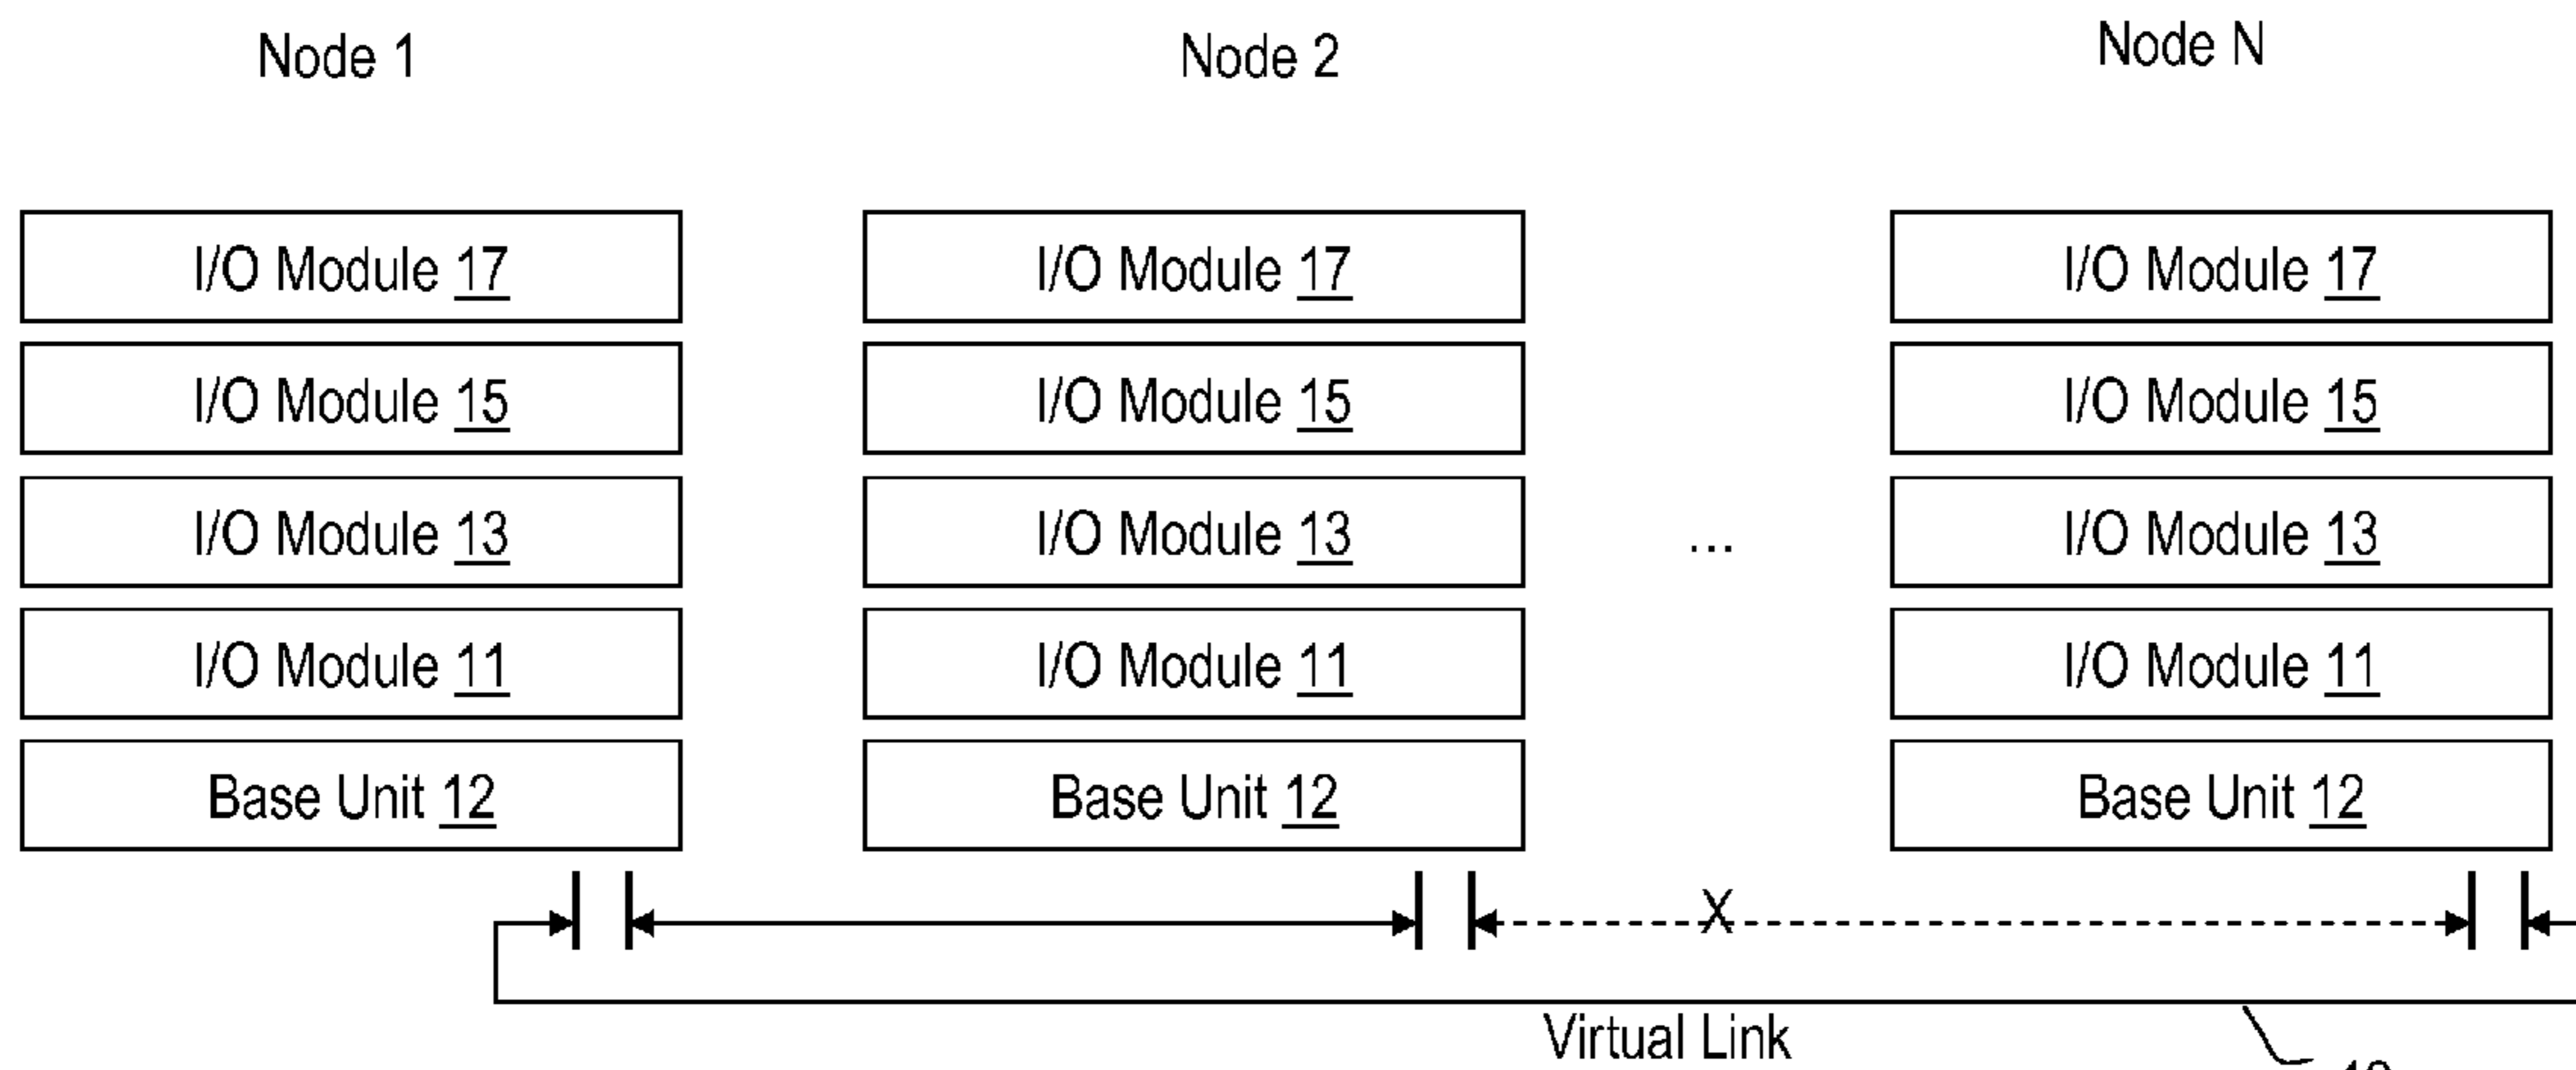 Node 1 Node 2 Node N
I/O Module 17 I/O Module 17 I/O Module 17
I/O Module 15 I/O Module 15 I/O Module 15
I/O Module 13 I/O Module 13 ... I/O Module 13
I/O Module 11 I/O Module 11 I/O Module 11
Base Unit 12 Base Unit 12 Base Unit 12
X
Virtual Link